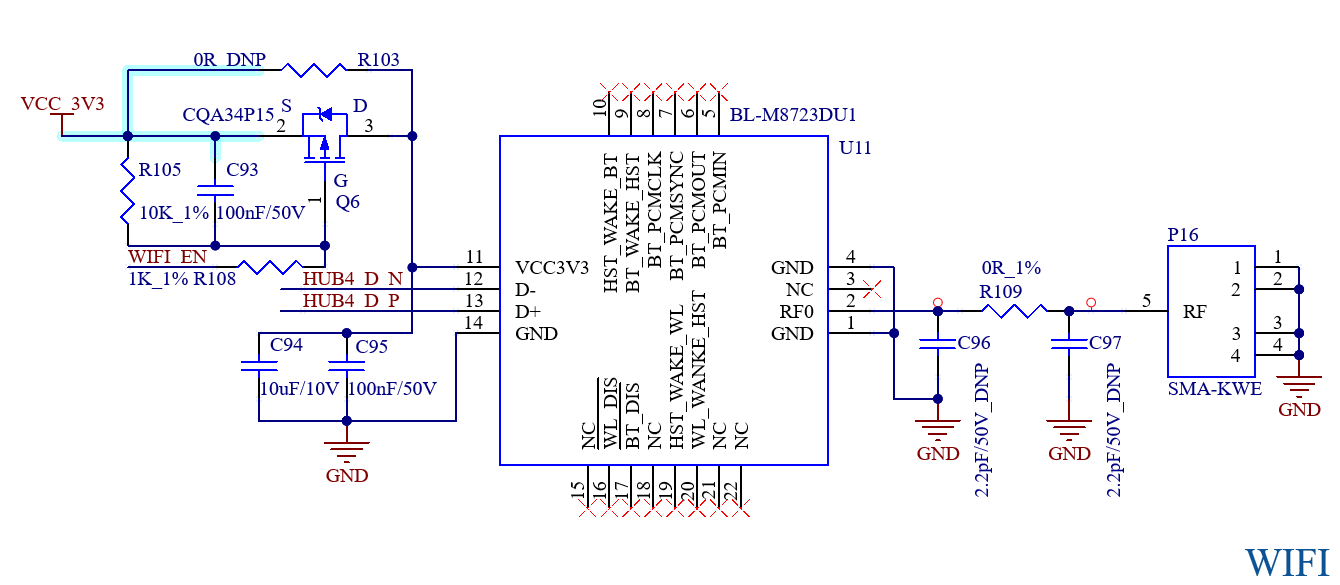 0R_DNP R103
VCC_3V3
CQA34P15 S D
2 3
R105
C93
G
1 Q6
10K_1% 100nF/50V
WIFI_EN
1K_1% R108
HUB4_D_N
HUB4_D_P
C94 C95
10uF/10V 100nF/50V
GND
10 9 8 7 6 5
BL-M8723DU1
U11
HST_WAKE_BT
BT_WAKE_HST
BT_PCMCLK
BT_PCMSYNC
BT_PCMOUT
BT_PCMIN
11 VCC3V3
12 D-
13 D+
14 GND
GND 4
NC 3
RF0 2
GND 1
NC
WL_DIS
BT_DIS
NC
HST_WAKE_WL
WL_WANKE_HST
NC
NC
15 16 17 18 19 20 21 22
0R_1%
R109
C96
2.2pF/50V_DNP
GND
C97
2.2pF/50V_DNP
GND
P16
5 RF
1 1
2 2
3 3
4 4
SMA-KWE
GND
WIFI